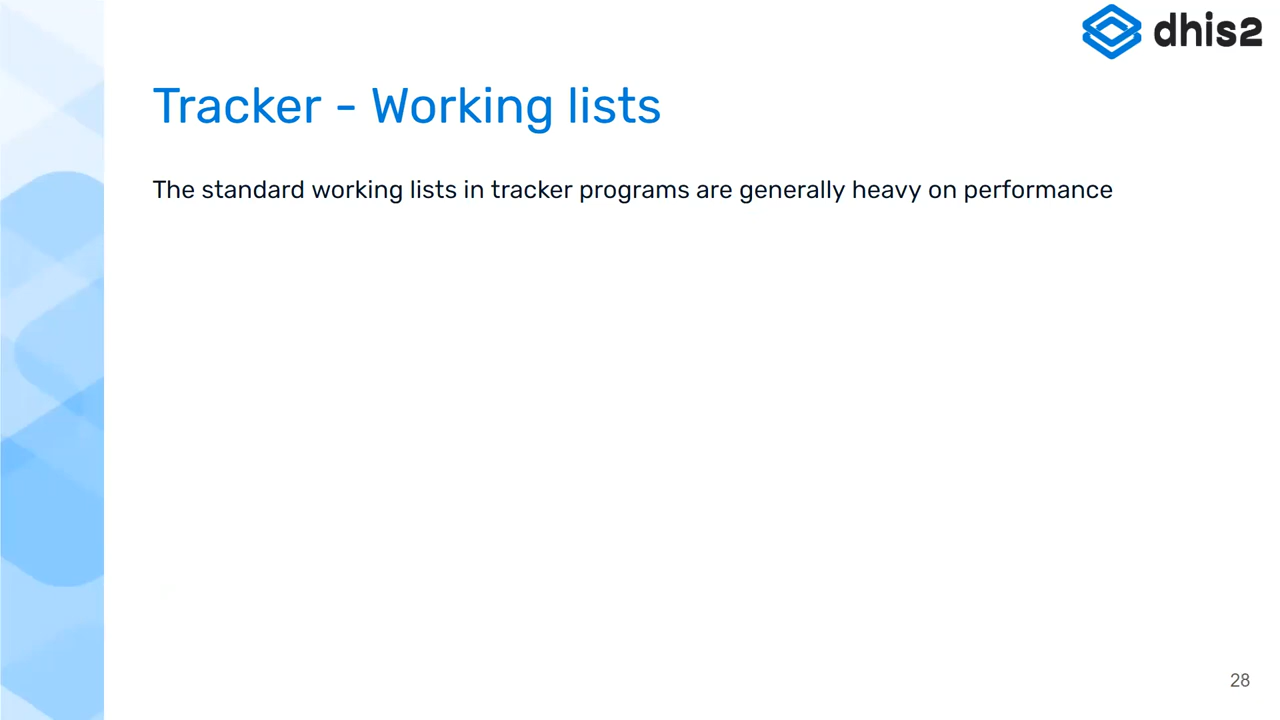 dhis2
Tracker - Working lists
The standard working lists in tracker programs are generally heavy on performance
28